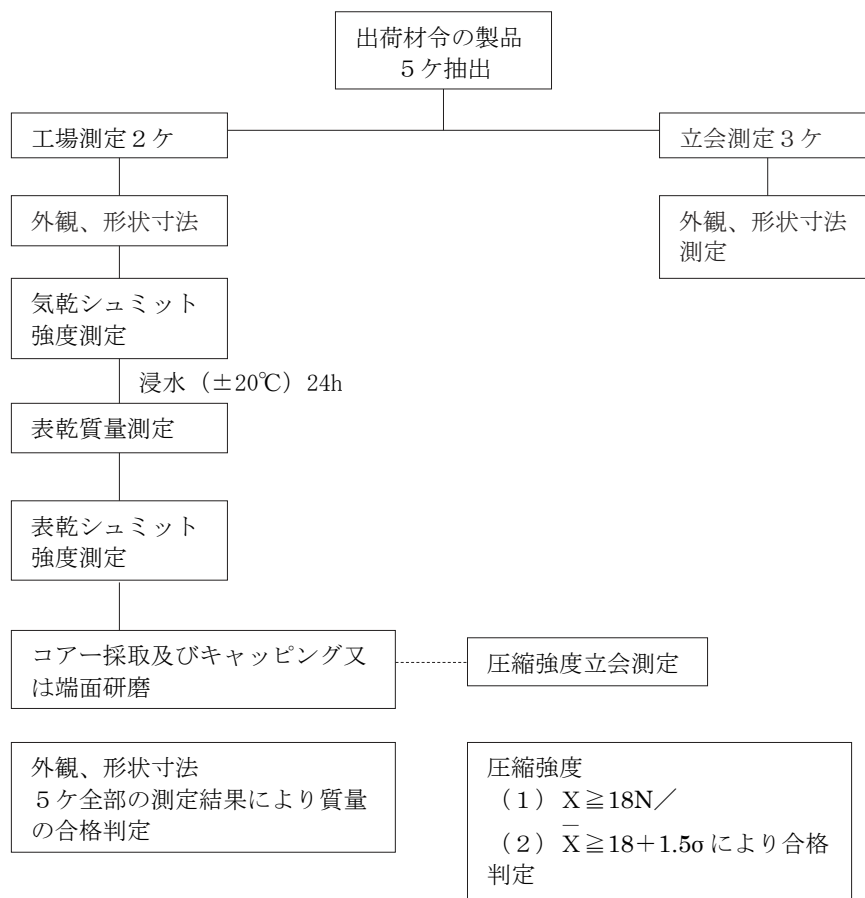 出荷材令の製品
５ケ抽出
工場測定２ケ
立会測定３ケ
外観、形状寸法
外観、形状寸法
測定
気乾シュミット
強度測定
浸水（±20℃）24h
表乾質量測定
表乾シュミット
強度測定
コアー採取及びキャッピング又
は端面研磨
圧縮強度立会測定
外観、形状寸法
５ケ全部の測定結果により質量
の合格判定
圧縮強度
（１）X≧18N／
（２）X̄≧18＋1.5σにより合格
判定